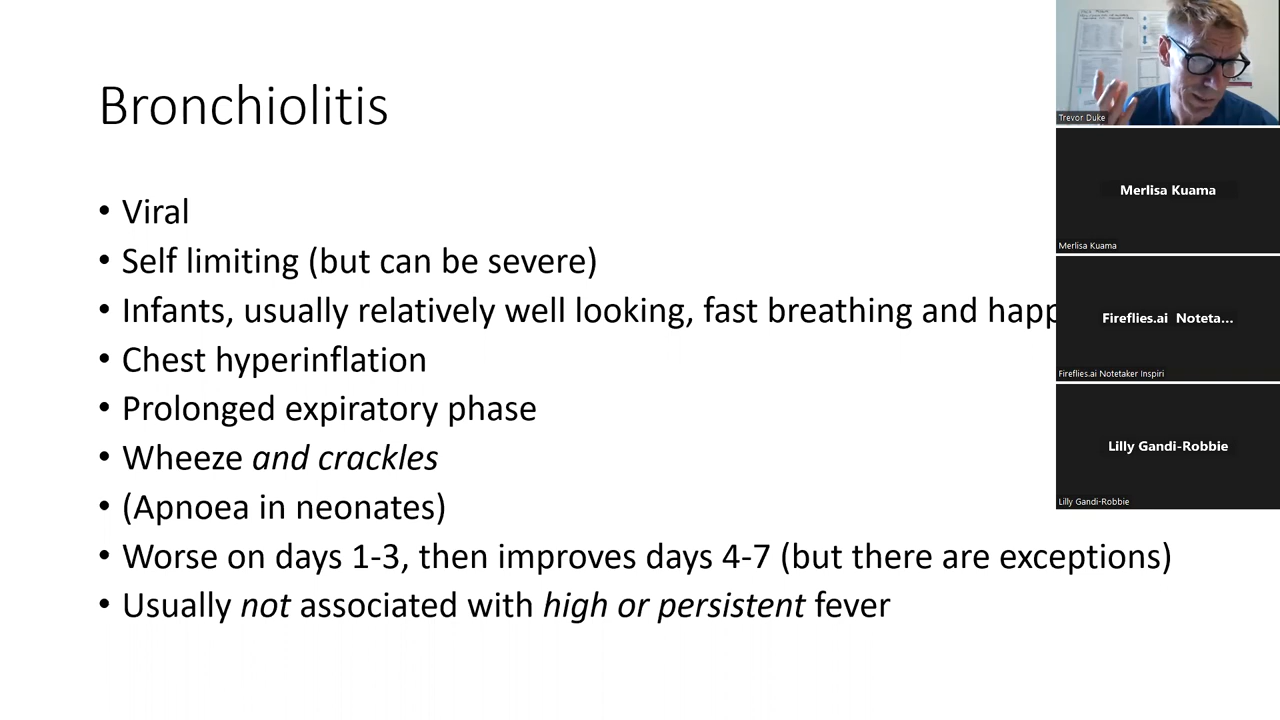 Bronchiolitis
• Viral
• Self limiting (but can be severe)
• Infants, usually relatively well looking, fast breathing and happ
• Chest hyperinflation
• Prolonged expiratory phase
• Wheeze and crackles
• (Apnoea in neonates)
• Worse on days 1-3, then improves days 4-7 (but there are exceptions)
• Usually not associated with high or persistent fever
Trevor Duke
Merlisa Kuama
Merlisa Kuama
Fireflies.ai Noteta...
Fireflies.ai Notetaker Inspiri
Lilly Gandi-Robbie
Lilly Gandi-Robbie